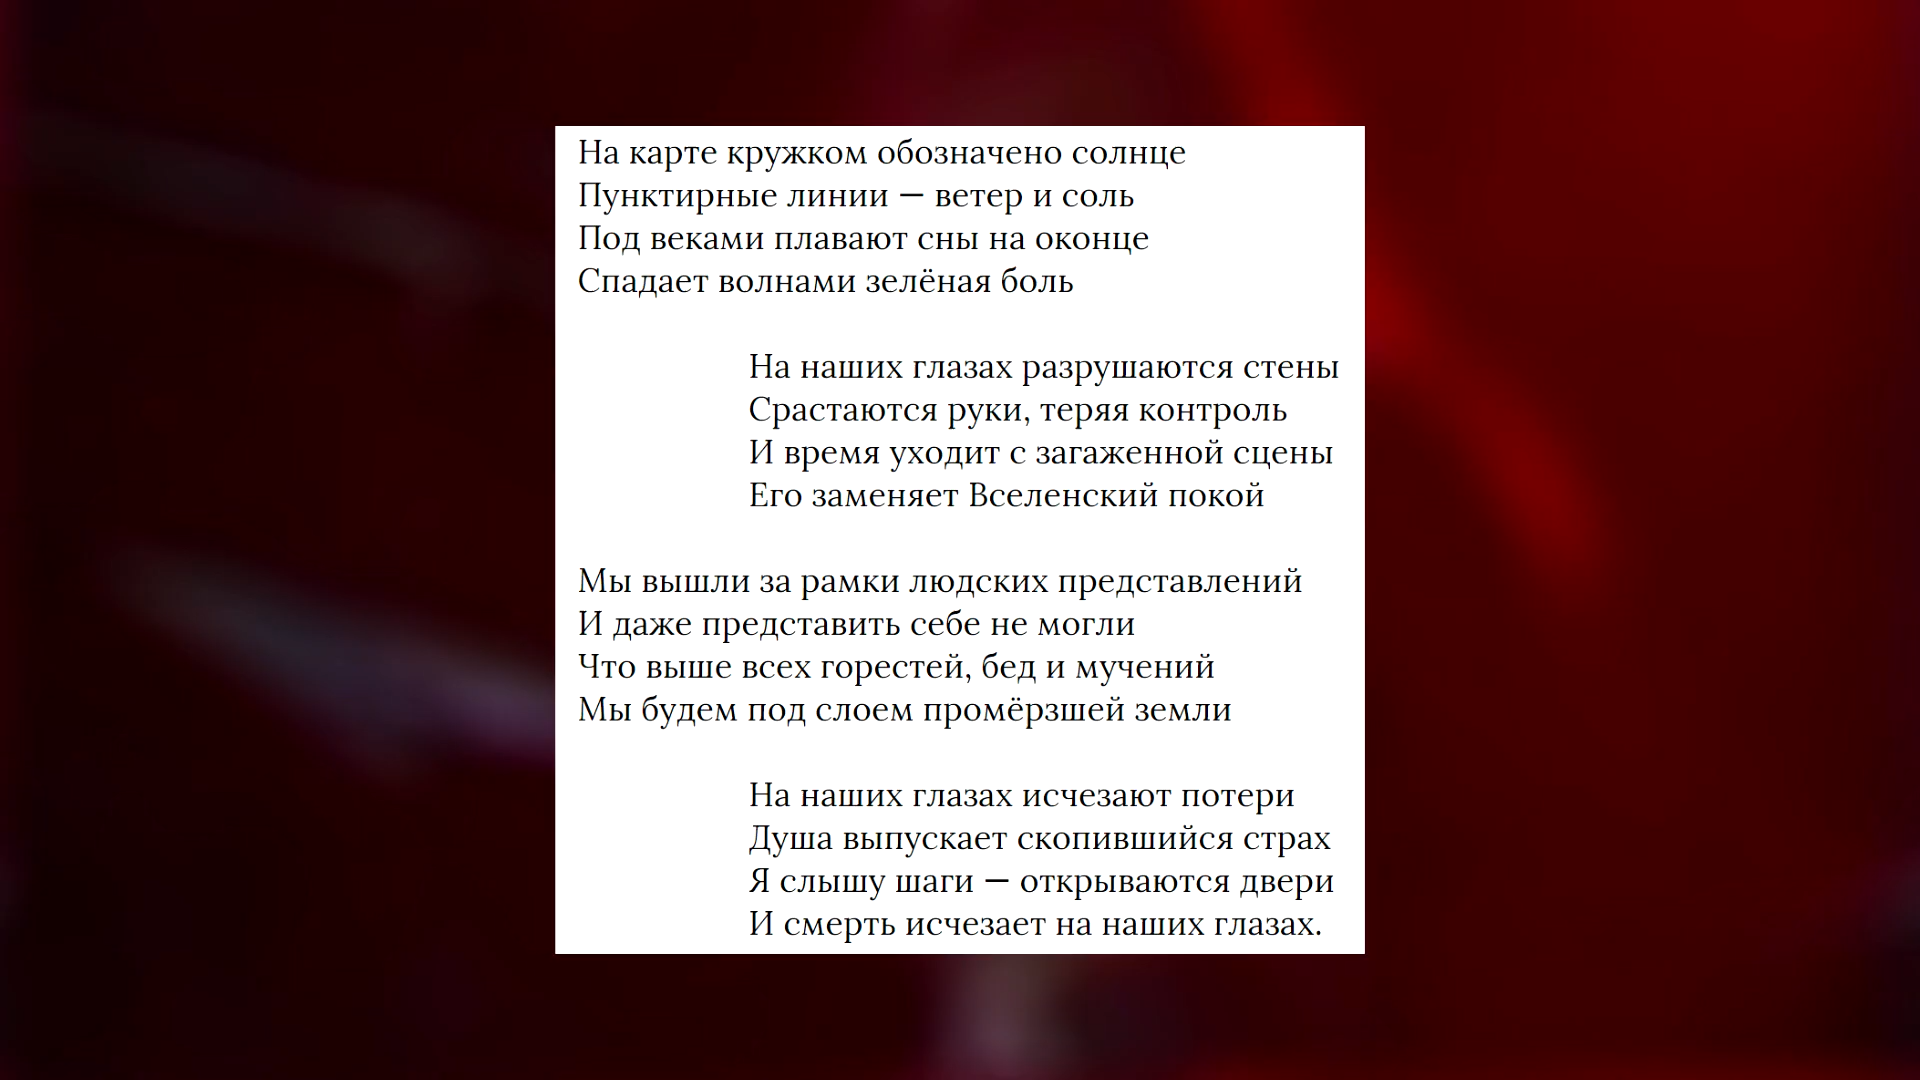 На карте кружком обозначено солнце
Пунктирные линии — ветер и соль
Под веками плавают сны на оконце
Спадает волнами зелёная боль
На наших глазах разрушаются стены
Срастаются руки, теряя контроль
И время уходит с загаженной сцены
Его заменяет Вселенский покой
Мы вышли за рамки людских представлений
И даже представить себе не могли
Что выше всех горестей, бед и мучений
Мы будем под слоем промёрзшей земли
На наших глазах исчезают потери
Душа выпускает скопившийся страх
Я слышу шаги — открываются двери
И смерть исчезает на наших глазах.